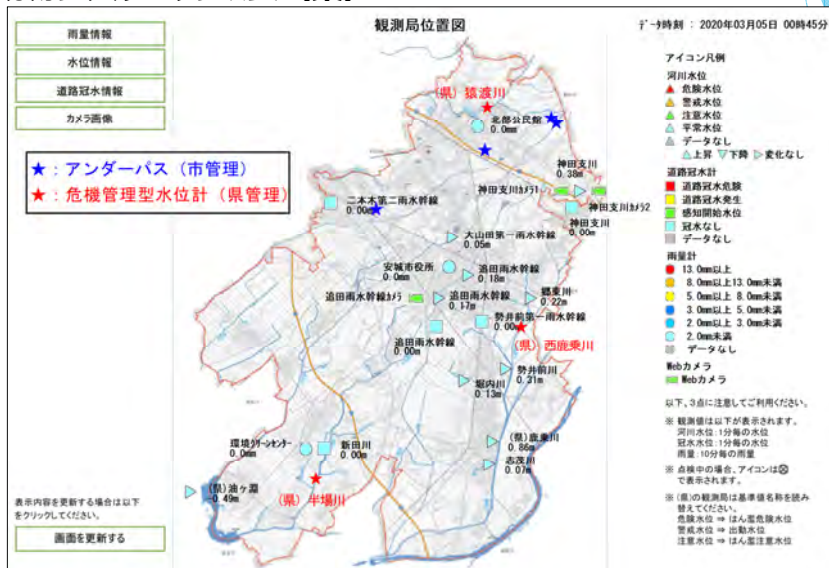 観測局位置図
データ時刻 : 2020年03月05日 00時45分
雨量情報
水位情報
道路冠水情報
カメラ画像
★:アンダーパス(市管理)
★:危機管理型水位計(県管理)
(県)猿渡川
北部公民館
0.0mm
神田支川
0.38m
神田支川カメラ1
神田支川カメラ2
神田支川
0.00m
二本木第二雨水幹線
0.00m
大山田第一雨水幹線
0.05m
安城市役所
0.0mm
追田雨水幹線
0.18m
追田雨水幹線カメラ
追田雨水幹線
0.17m
郷東川
0.22m
勢井前第一雨水幹線
0.00m
追田雨水幹線
0.00m
(県)西鹿乗川
勢井前川
0.31m
堀内川
0.13m
(県)鹿乗川
0.86m
志茂川
0.07m
環境クリーンセンター
0.0mm
新田川
0.00m
(県)油ヶ淵
-0.49m
(県)半場川
表示内容を更新する場合は以下
をクリックしてください。
画面を更新する
アイコン凡例
河川水位
危険水位
警戒水位
注意水位
平常水位
データなし
△上昇 ▽下降 ▷変化なし
道路冠水計
道路冠水危険
道路冠水発生
感知開始水位
冠水なし
データなし
雨量計
13.0mm以上
8.0mm以上13.0mm未満
5.0mm以上 8.0mm未満
3.0mm以上 5.0mm未満
2.0mm以上 3.0mm未満
2.0mm未満
データなし
Webカメラ
Webカメラ
以下、3点に注意してご利用ください。
※ 観測値は以下が表示されます。
河川水位:1分毎の水位
冠水水位:1分毎の水位
雨量:10分毎の雨量
※ 点検中の場合、アイコンは⊗
で表示されます。
※ (県)の観測局は基準値名称を読み
替えてください。
危険水位 ⇒ はん濫危険水位
警戒水位 ⇒ 出動水位
注意水位 ⇒ はん濫注意水位